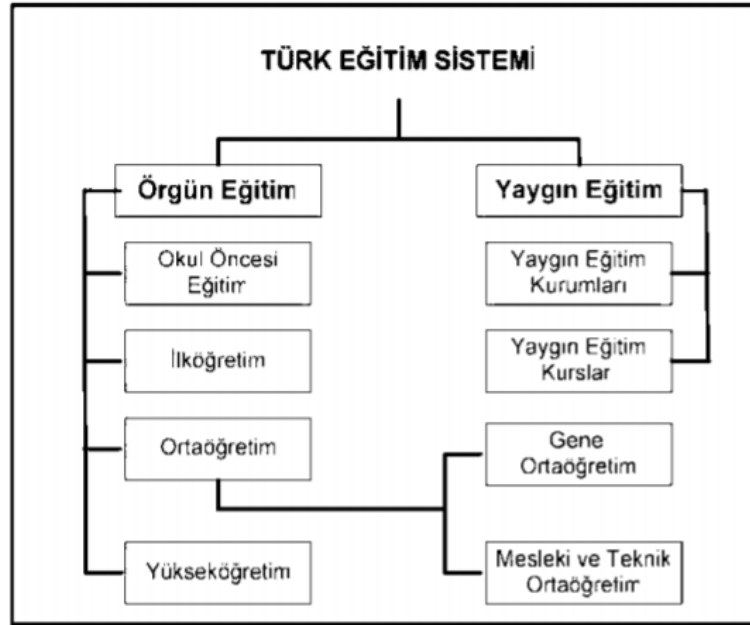 TÜRK EĞİTİM SİSTEMİ
Örgün Eğitim
Yaygın Eğitim
Okul Öncesi
Eğitim
Yaygın Eğitim
Kurumları
İlköğretim
Yaygın Eğitim
Kurslar
Ortaöğretim
Gene
Ortaöğretim
Yükseköğretim
Mesleki ve Teknik
Ortaöğretim